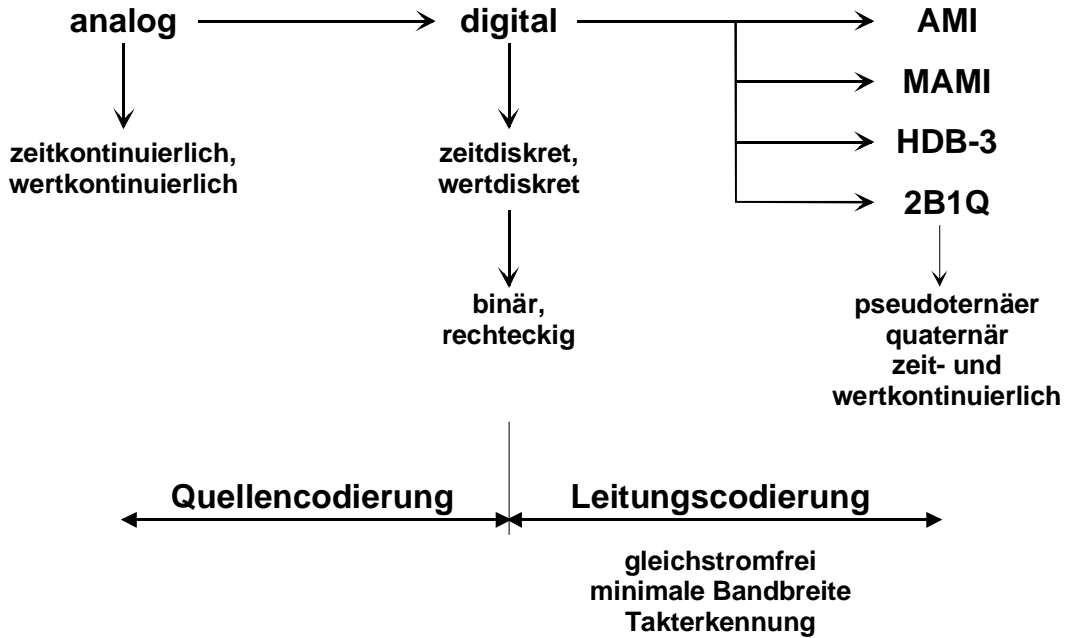 analog
digital
AMI
MAMI
HDB-3
2B1Q
zeitkontinuierlich,
wertkontinuierlich
zeitdiskret,
wertdiskret
binär,
rechteckig
pseudoternäer
quaternär
zeit- und
wertkontinuierlich
Quellencodierung
Leitungscodierung
gleichstromfrei
minimale Bandbreite
Takterkennung